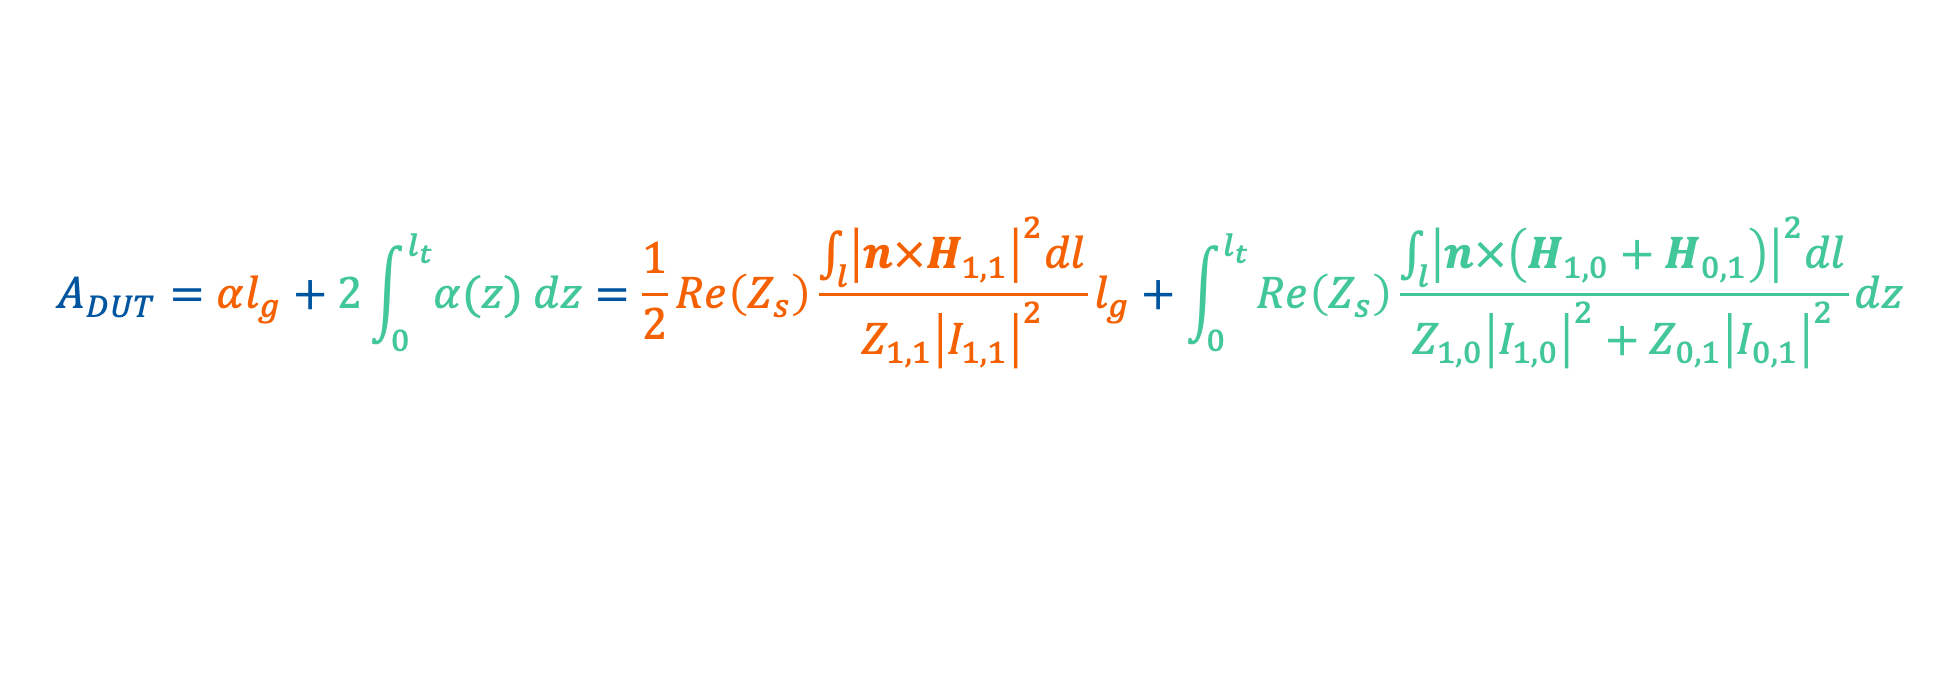 A_{DUT} = αl_g + 2 ∫_0^{l_t} α(z) dz = \frac{1}{2} Re(Z_s) \frac{∫_l |n×H_{1,1}|^2 dl}{Z_{1,1}|I_{1,1}|^2} l_g + ∫_0^{l_t} Re(Z_s) \frac{∫_l |n×(H_{1,0} + H_{0,1})|^2 dl}{Z_{1,0}|I_{1,0}|^2 + Z_{0,1}|I_{0,1}|^2} dz